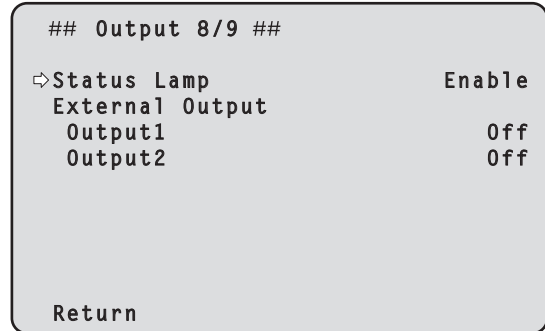 ## Output 8/9 ##
⇨Status Lamp Enable
External Output
Output1 Off
Output2 Off
Return